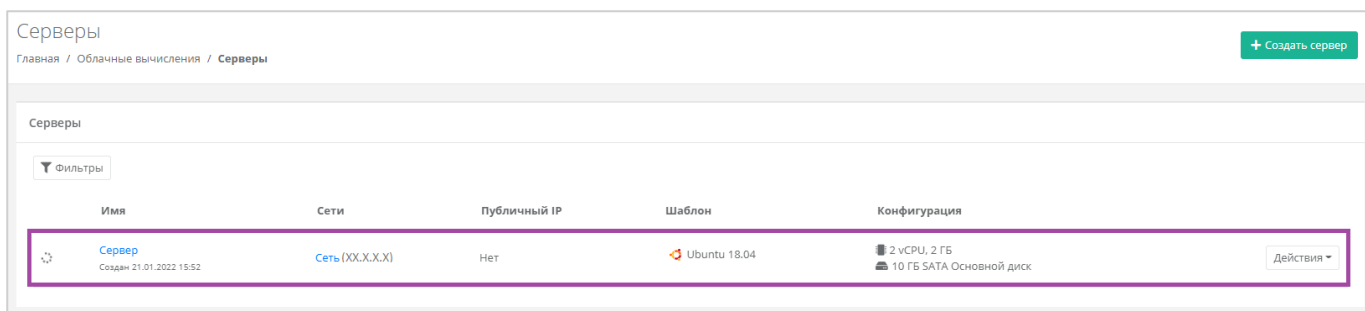 Серверы
+ Создать сервер
Главная / Облачные вычисления / Серверы
Серверы
Фильтры
Имя Сети Публичный IP Шаблон Конфигурация
Сервер Сеть (XX.X.X.X) Нет Ubuntu 18.04 2 vCPU, 2 ГБ Действия
Создан 21.01.2022 15:52 10 ГБ SATA Основной диск